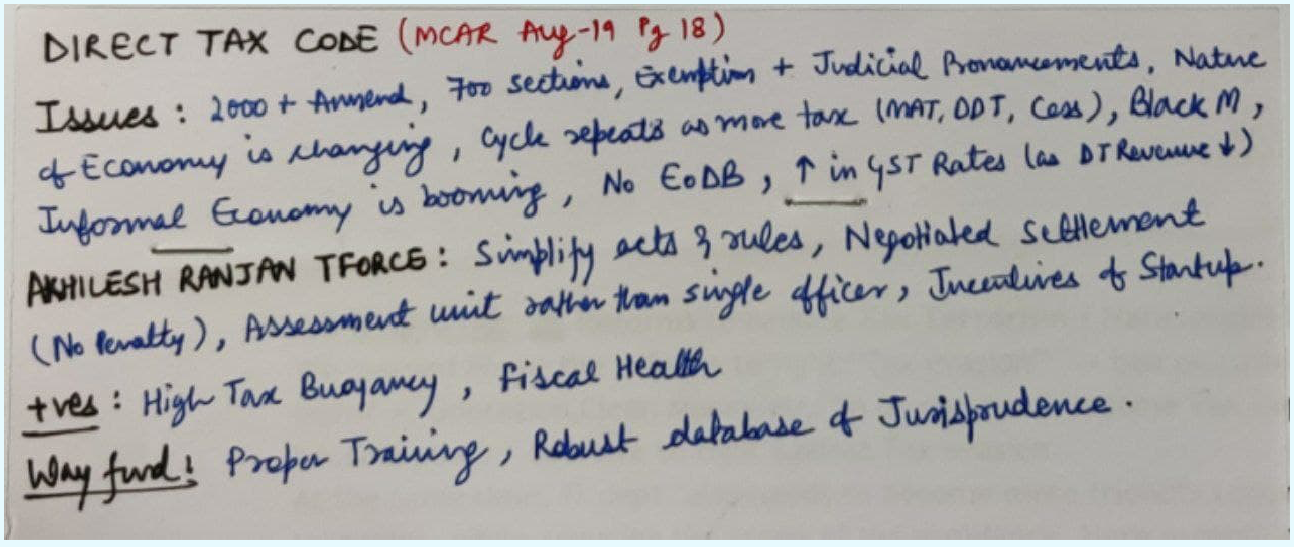 DIRECT TAX CODE (MCAR Aug-19 Pg 18)
Issues : 2000 + Ammend, 700 sections, Exemption + Judicial Pronouncements, Nature
of Economy is changing, Cycle repeats as more tax (MAT, DDT, Cess), Black M,
Informal Economy is booming, No EoDB, ↑ in GST Rates (as DT Revenue ↓)
AKHILESH RANJAN TFORCE : Simplify acts & rules, Negotiated Settlement
(No Penalty), Assessment unit rather than single officer, Incentives of Startup.
+ves : High Tax Buoyancy, Fiscal Health
Way fwd : Proper Training, Robust database of Jurisprudence.